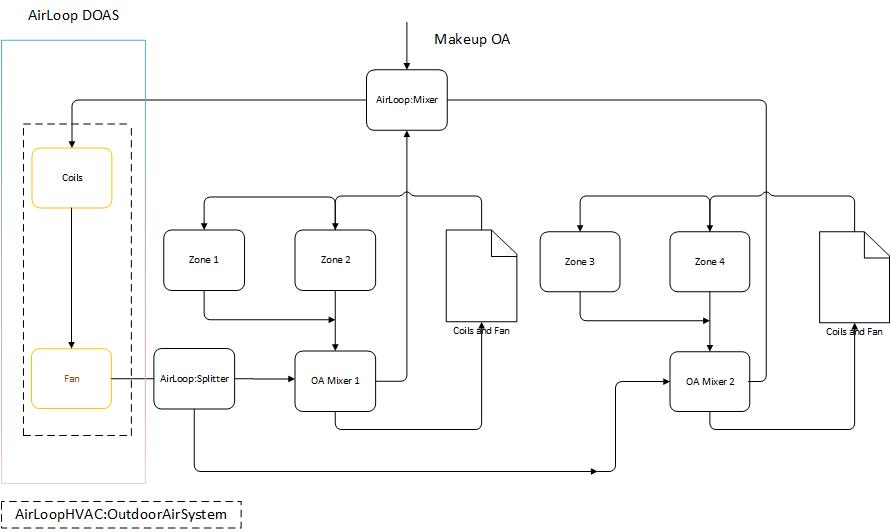 AirLoop DOAS
Makeup OA
AirLoop:Mixer
Coils
Zone 1
Zone 2
Zone 3
Zone 4
Coils and Fan
Coils and Fan
Fan
AirLoop:Splitter
OA Mixer 1
OA Mixer 2
AirLoopHVAC:OutdoorAirSystem